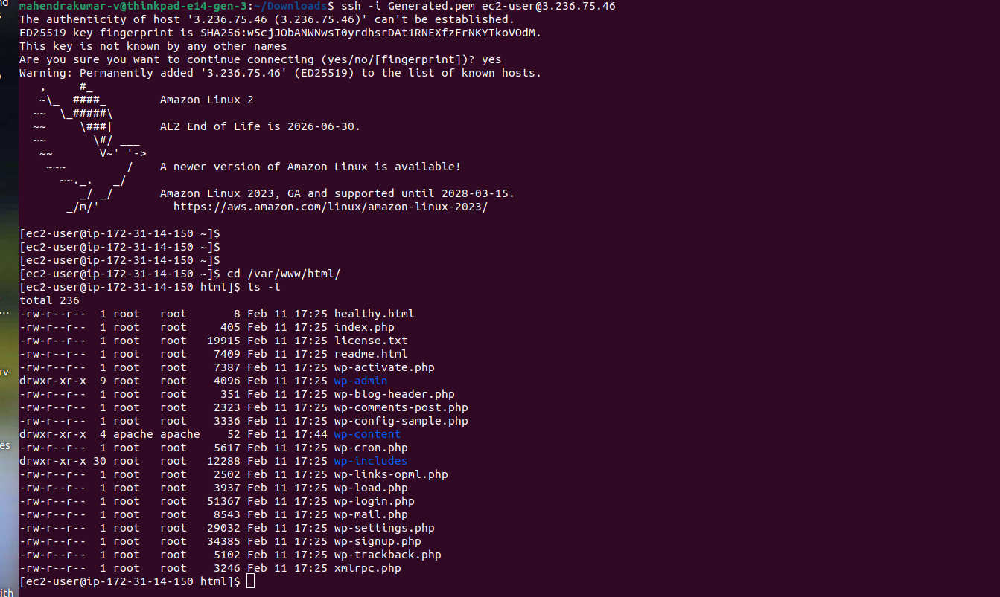 mahendrakumar-v@thinkpad-e14-gen-3:~/Downloads$ ssh -i Generated.pem ec2-user@3.236.75.46
The authenticity of host '3.236.75.46 (3.236.75.46)' can't be established.
ED25519 key fingerprint is SHA256:w5cjJObANWNwsT0yrdhsrDAt1RNEXfzFrNKYTkoVOdM.
This key is not known by any other names
Are you sure you want to continue connecting (yes/no/[fingerprint])? yes
Warning: Permanently added '3.236.75.46' (ED25519) to the list of known hosts.
   ,     #_
   ~\_  ####_        Amazon Linux 2
  ~~  \_#####\
  ~~     \###|       AL2 End of Life is 2026-06-30.
  ~~       \#/ ___
   ~~       V~' '->
    ~~~         /    A newer version of Amazon Linux is available!
      ~~._.   _/
         _/ _/       Amazon Linux 2023, GA and supported until 2028-03-15.
       _/m/'           https://aws.amazon.com/linux/amazon-linux-2023/
[ec2-user@ip-172-31-14-150 ~]$
[ec2-user@ip-172-31-14-150 ~]$
[ec2-user@ip-172-31-14-150 ~]$
[ec2-user@ip-172-31-14-150 ~]$ cd /var/www/html/
[ec2-user@ip-172-31-14-150 html]$ ls -l
total 236
-rw-r--r--  1 root   root       8 Feb 11 17:25 healthy.html
-rw-r--r--  1 root   root     405 Feb 11 17:25 index.php
-rw-r--r--  1 root   root   19915 Feb 11 17:25 license.txt
-rw-r--r--  1 root   root    7409 Feb 11 17:25 readme.html
-rw-r--r--  1 root   root    7387 Feb 11 17:25 wp-activate.php
drwxr-xr-x  9 root   root    4096 Feb 11 17:25 wp-admin
-rw-r--r--  1 root   root     351 Feb 11 17:25 wp-blog-header.php
-rw-r--r--  1 root   root    2323 Feb 11 17:25 wp-comments-post.php
-rw-r--r--  1 root   root    3336 Feb 11 17:25 wp-config-sample.php
drwxr-xr-x  4 apache apache    52 Feb 11 17:44 wp-content
-rw-r--r--  1 root   root    5617 Feb 11 17:25 wp-cron.php
drwxr-xr-x 30 root   root   12288 Feb 11 17:25 wp-includes
-rw-r--r--  1 root   root    2502 Feb 11 17:25 wp-links-opml.php
-rw-r--r--  1 root   root    3937 Feb 11 17:25 wp-load.php
-rw-r--r--  1 root   root   51367 Feb 11 17:25 wp-login.php
-rw-r--r--  1 root   root    8543 Feb 11 17:25 wp-mail.php
-rw-r--r--  1 root   root   29032 Feb 11 17:25 wp-settings.php
-rw-r--r--  1 root   root   34385 Feb 11 17:25 wp-signup.php
-rw-r--r--  1 root   root    5102 Feb 11 17:25 wp-trackback.php
-rw-r--r--  1 root   root    3246 Feb 11 17:25 xmlrpc.php
[ec2-user@ip-172-31-14-150 html]$